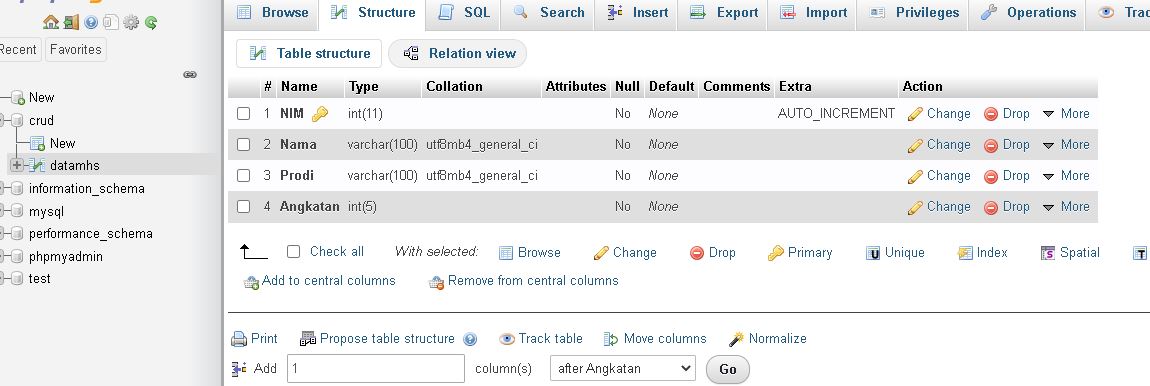 Browse Structure SQL Search Insert Export Import Privileges Operations
Recent Favorites
Table structure Relation view
# Name Type Collation Attributes Null Default Comments Extra Action
1 NIM int(11) No None AUTO_INCREMENT Change Drop More
2 Nama varchar(100) utf8mb4_general_ci No None Change Drop More
3 Prodi varchar(100) utf8mb4_general_ci No None Change Drop More
4 Angkatan int(5) No None Change Drop More
New
crud
New
datamhs
information_schema
mysql
performance_schema
phpmyadmin
test
Check all With selected: Browse Change Drop Primary Unique Index Spatial
Add to central columns Remove from central columns
Print Propose table structure Track table Move columns Normalize
Add 1 column(s) after Angkatan Go